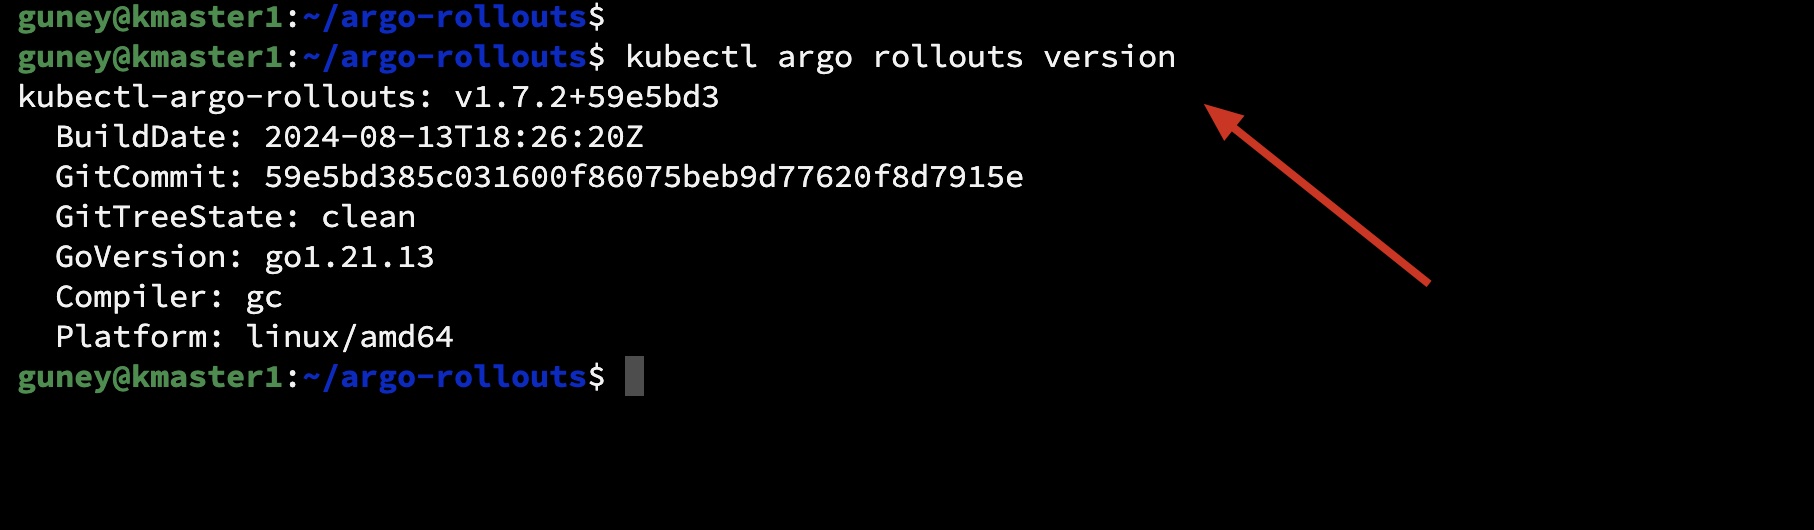 guney@kmaster1:~/argo-rollouts$
guney@kmaster1:~/argo-rollouts$ kubectl argo rollouts version
kubectl-argo-rollouts: v1.7.2+59e5bd3
  BuildDate: 2024-08-13T18:26:20Z
  GitCommit: 59e5bd385c031600f86075beb9d77620f8d7915e
  GitTreeState: clean
  GoVersion: go1.21.13
  Compiler: gc
  Platform: linux/amd64
guney@kmaster1:~/argo-rollouts$